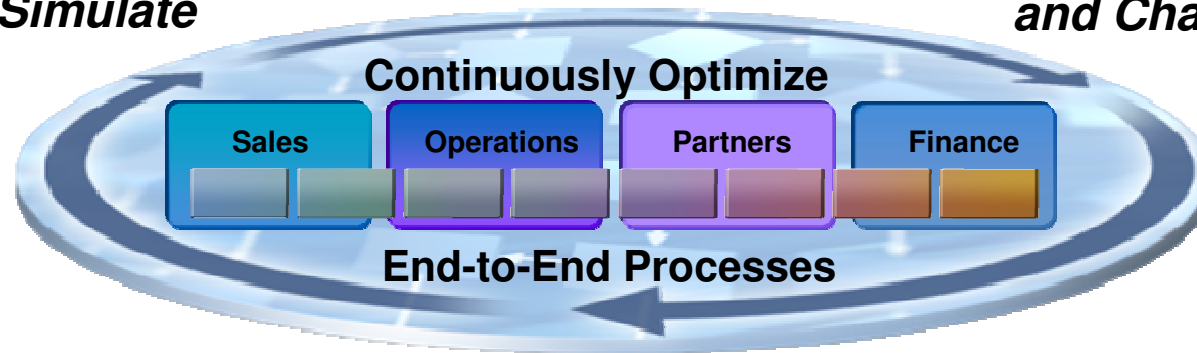 Simulate
and Cha
Continuously Optimize
Sales
Operations
Partners
Finance
End-to-End Processes